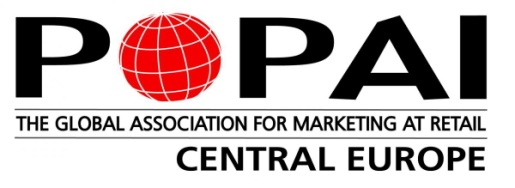 POPAI
THE GLOBAL ASSOCIATION FOR MARKETING AT RETAIL
CENTRAL EUROPE